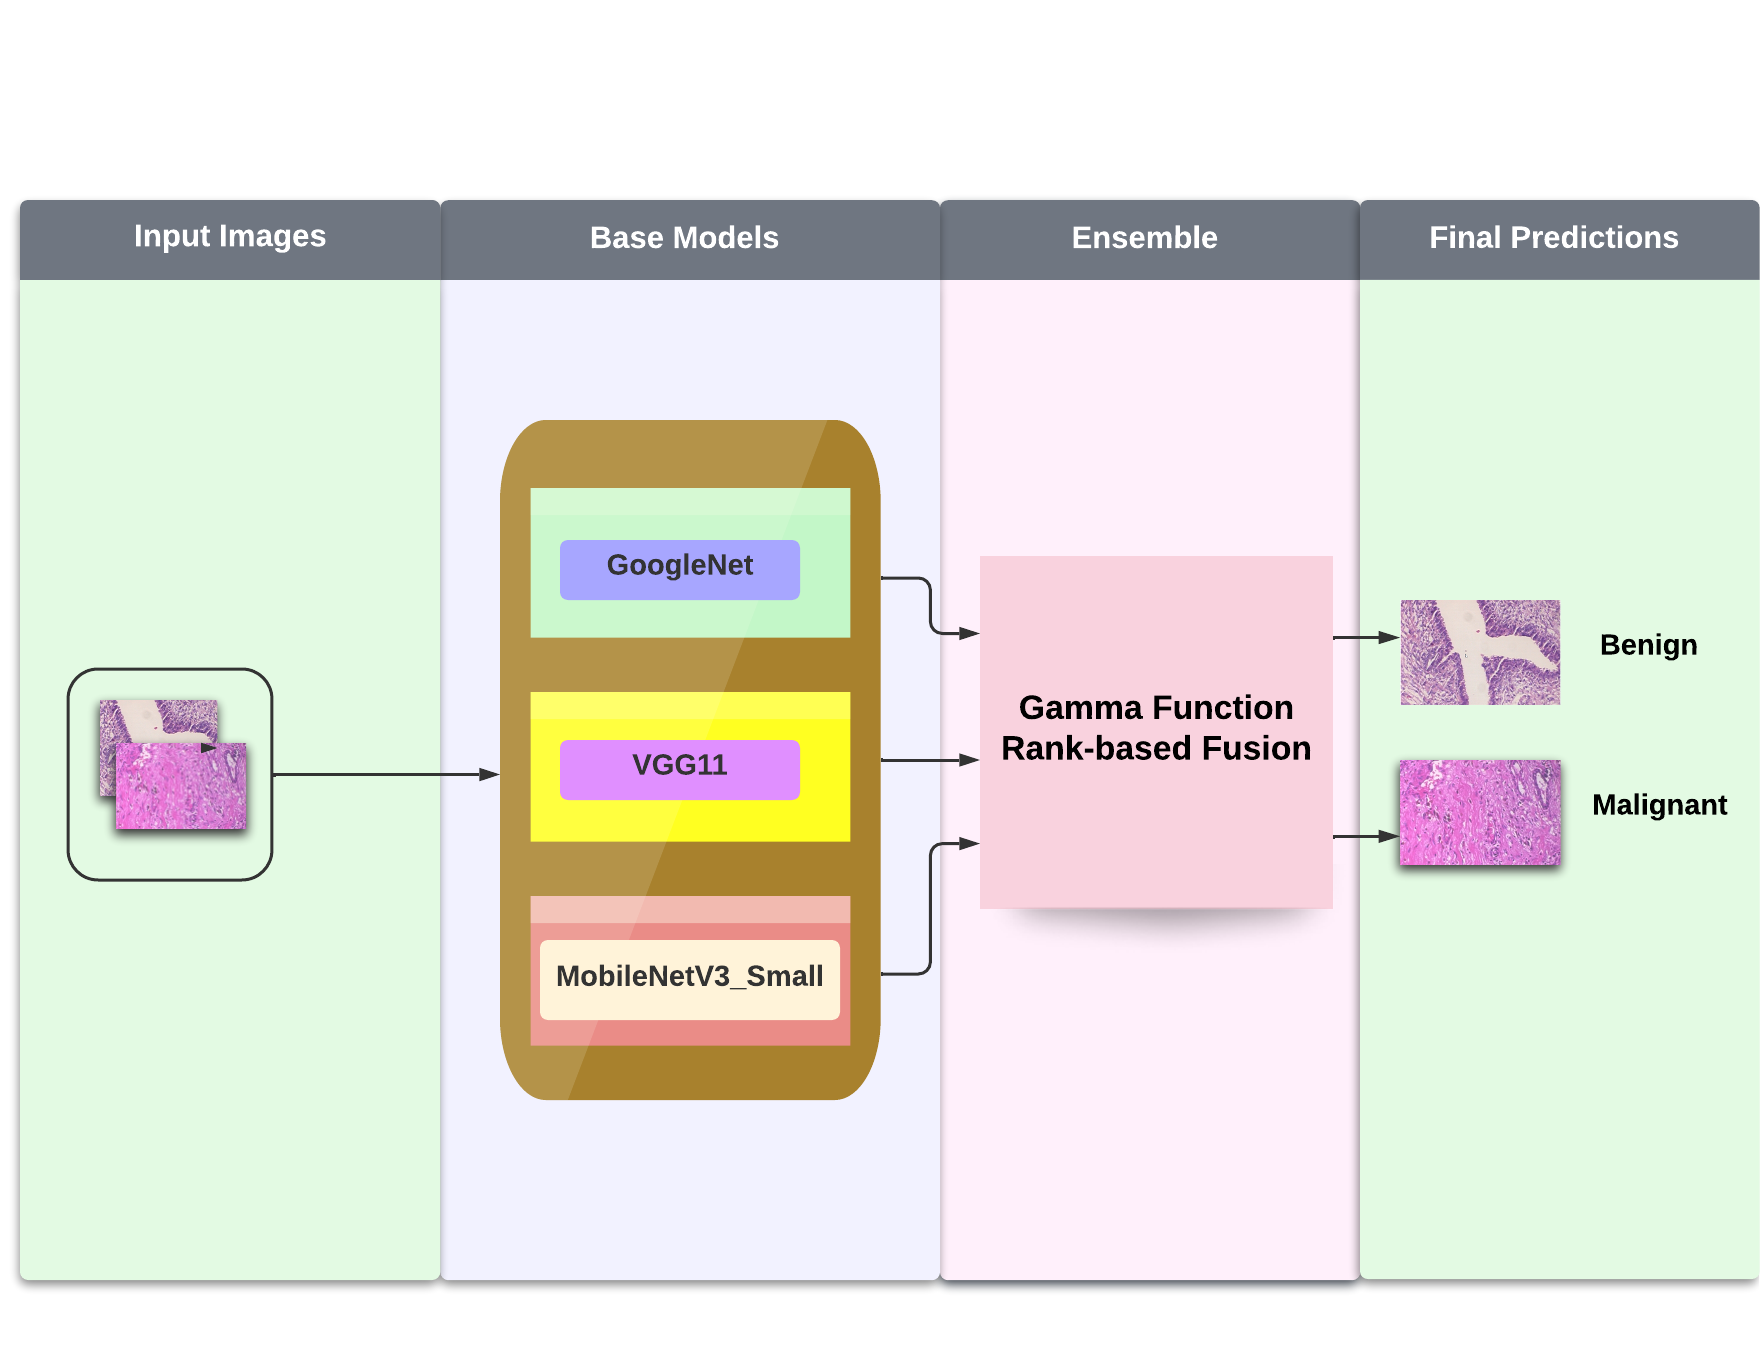 Input Images
Base Models
Ensemble
Final Predictions
GoogleNet
VGG11
MobileNetV3_Small
Gamma Function
Rank-based Fusion
Benign
Malignant